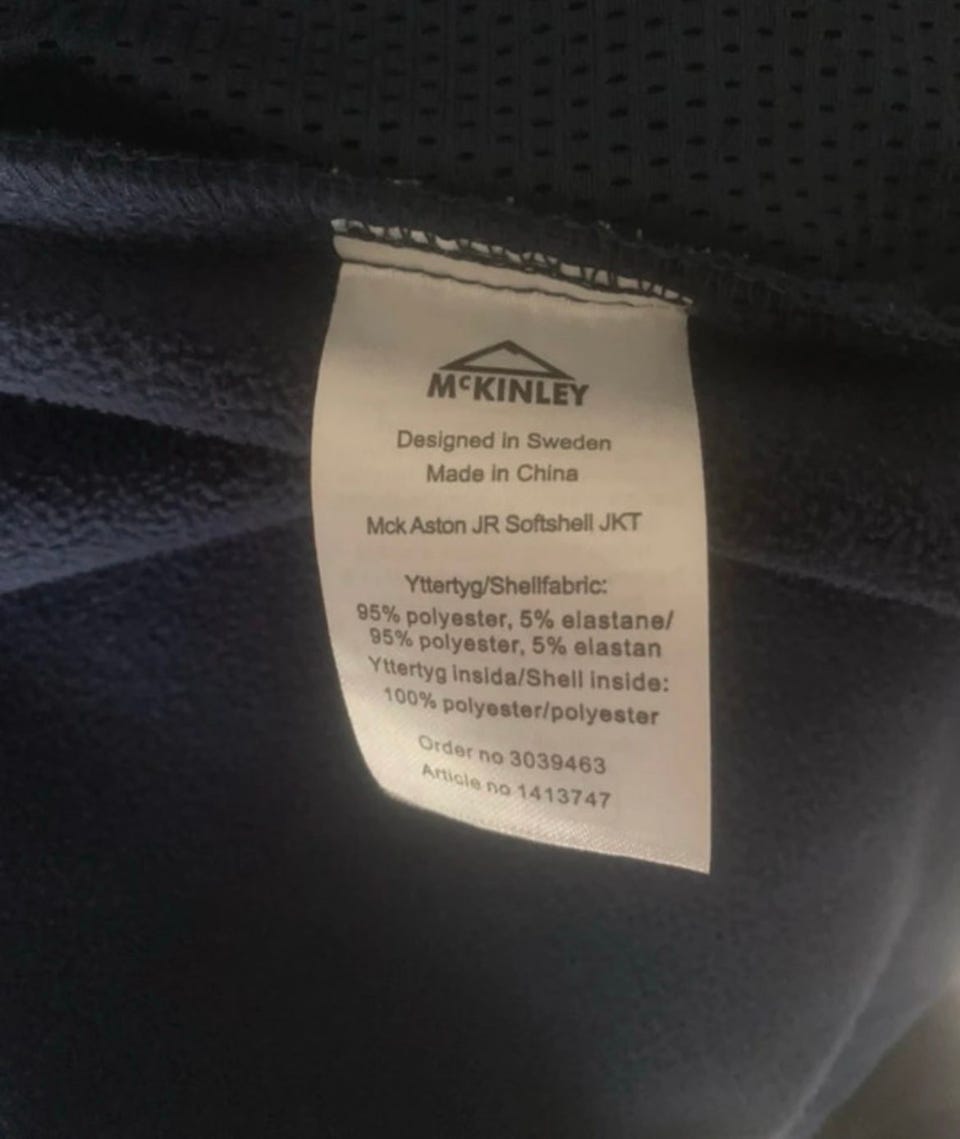 McKINLEY
Designed in Sweden
Made in China
Mck Aston JR Softshell JKT
Yttertyg/Shellfabric:
95% polyester, 5% elastane/
95% polyester, 5% elastan
Yttertyg insida/Shell inside:
100% polyester/polyester
Order no 3039463
Article no 1413747